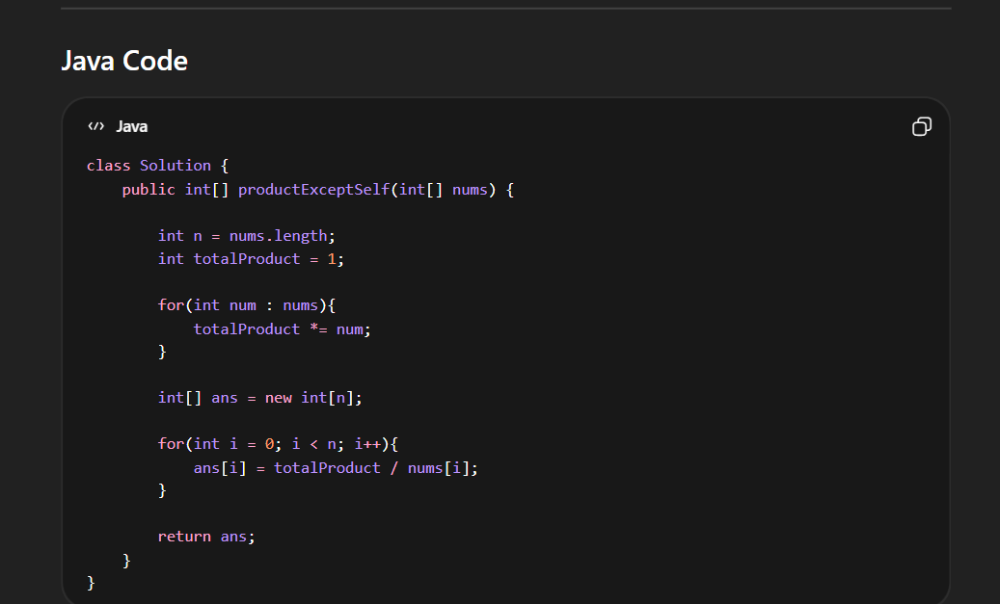 Java Code
</> Java
class Solution {
    public int[] productExceptSelf(int[] nums) {
        int n = nums.length;
        int totalProduct = 1;
        for(int num : nums){
            totalProduct *= num;
        }
        int[] ans = new int[n];
        for(int i = 0; i < n; i++){
            ans[i] = totalProduct / nums[i];
        }
        return ans;
    }
}